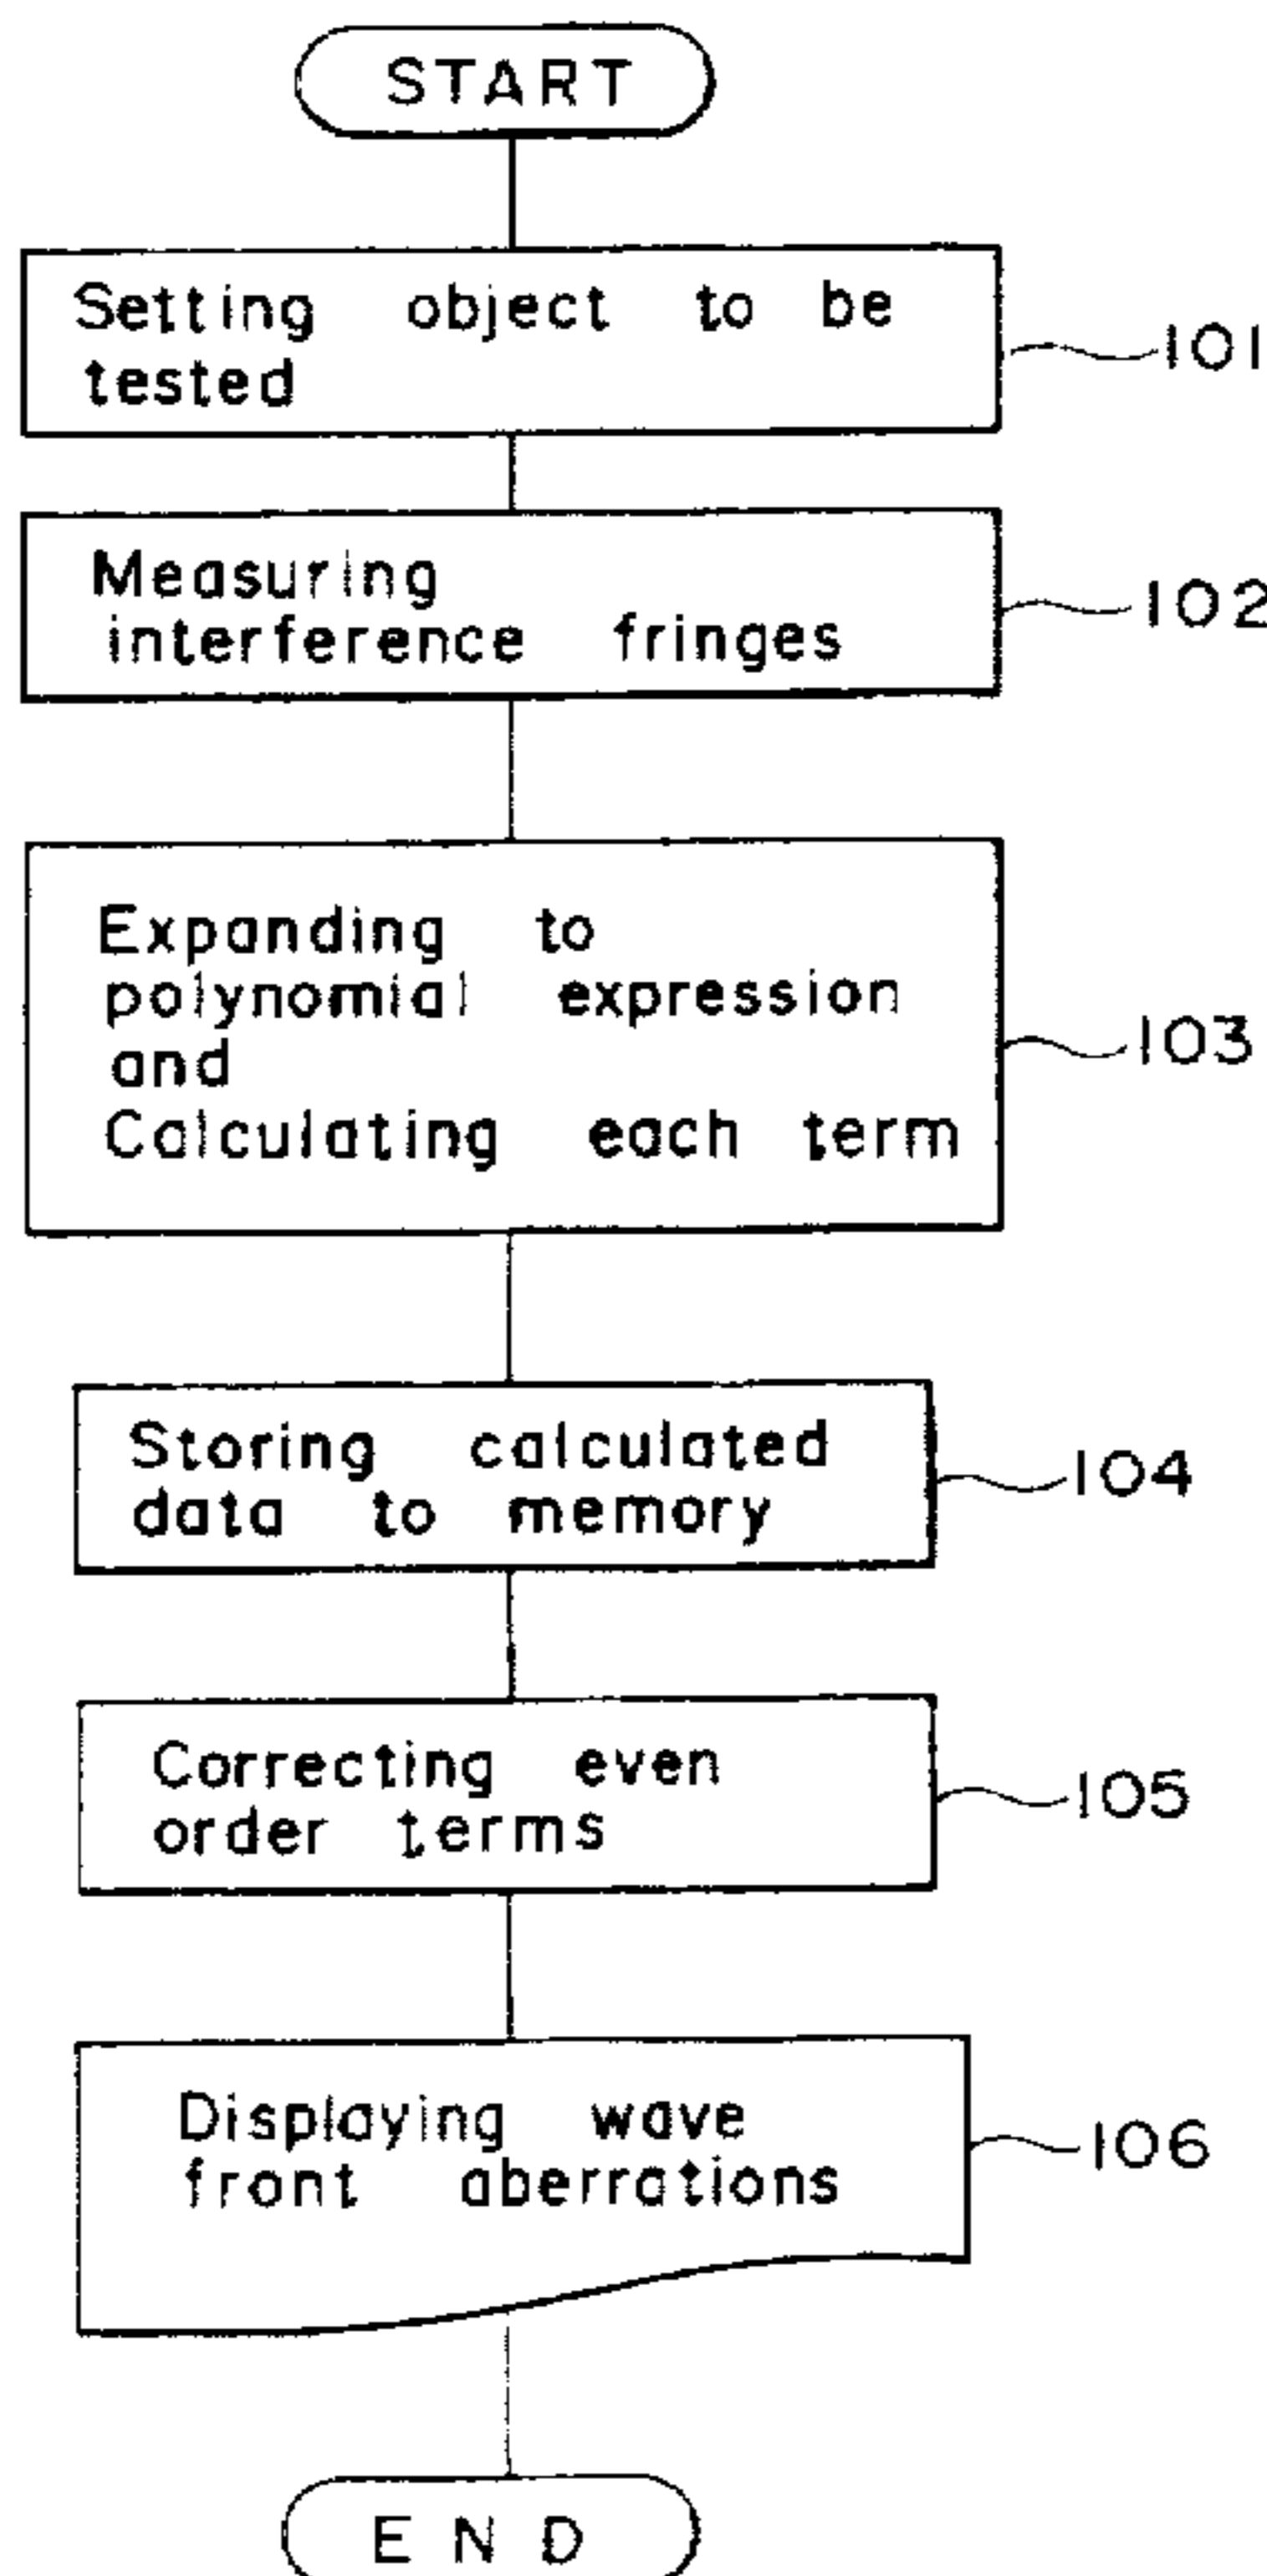 START
Setting object to be
tested
101
Measuring
interference fringes
102
Expanding to
polynomial expression
and
Calculating each term
103
Storing calculated
data to memory
104
Correcting even
order terms
105
Displaying wave
front aberrations
106
END